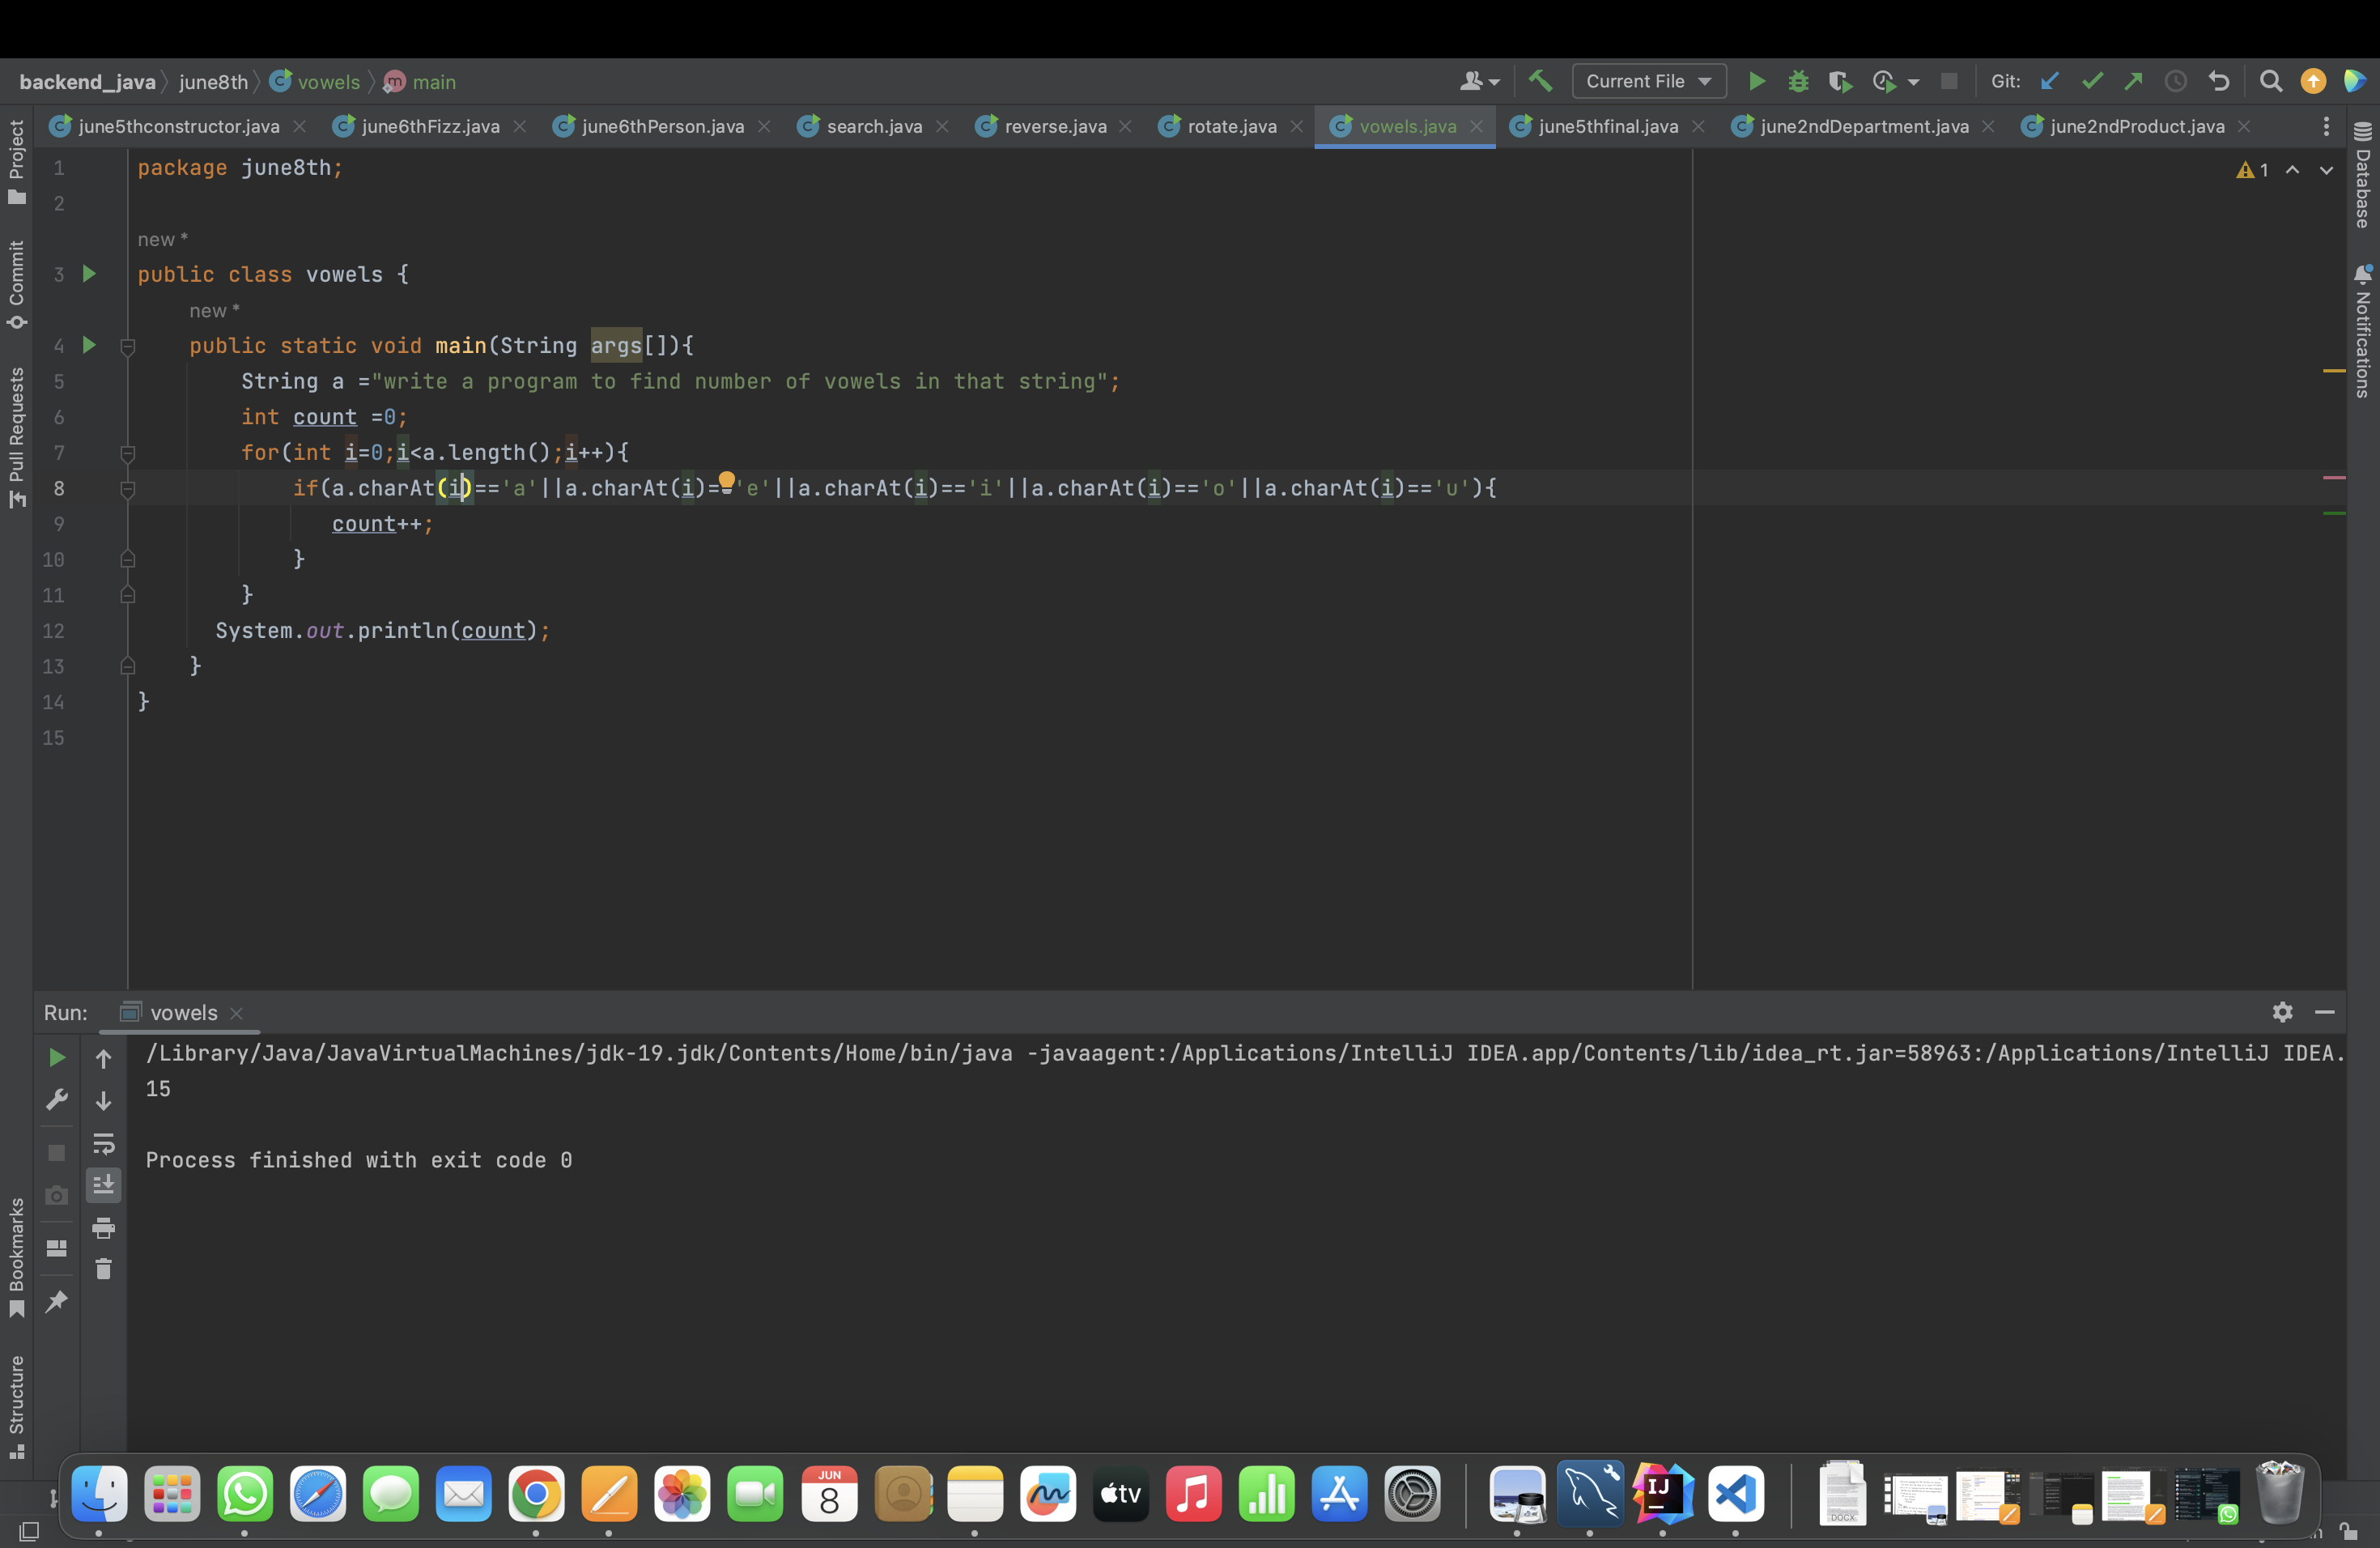 backend_java june8th vowels main
Current File Git:
june5thconstructor.java june6thFizz.java june6thPerson.java search.java reverse.java rotate.java vowels.java june5thfinal.java june2ndDepartment.java june2ndProduct.java
Project
Commit
Pull Requests
Bookmarks
Structure
Database
Notifications
1
1 package june8th;
2
new *
3 public class vowels {
new *
4 public static void main(String args[]){
5 String a ="write a program to find number of vowels in that string";
6 int count =0;
7 for(int i=0;i<a.length();i++){
8 if(a.charAt(i)=='a'||a.charAt(i)='e'||a.charAt(i)=='i'||a.charAt(i)=='o'||a.charAt(i)=='u'){
9 count++;
10 }
11 }
12 System.out.println(count);
13 }
14 }
15
Run: vowels
/Library/Java/JavaVirtualMachines/jdk-19.jdk/Contents/Home/bin/java -javaagent:/Applications/IntelliJ IDEA.app/Contents/lib/idea_rt.jar=58963:/Applications/IntelliJ IDEA.
15
Process finished with exit code 0
JUN
8
tv
IJ
DOCX